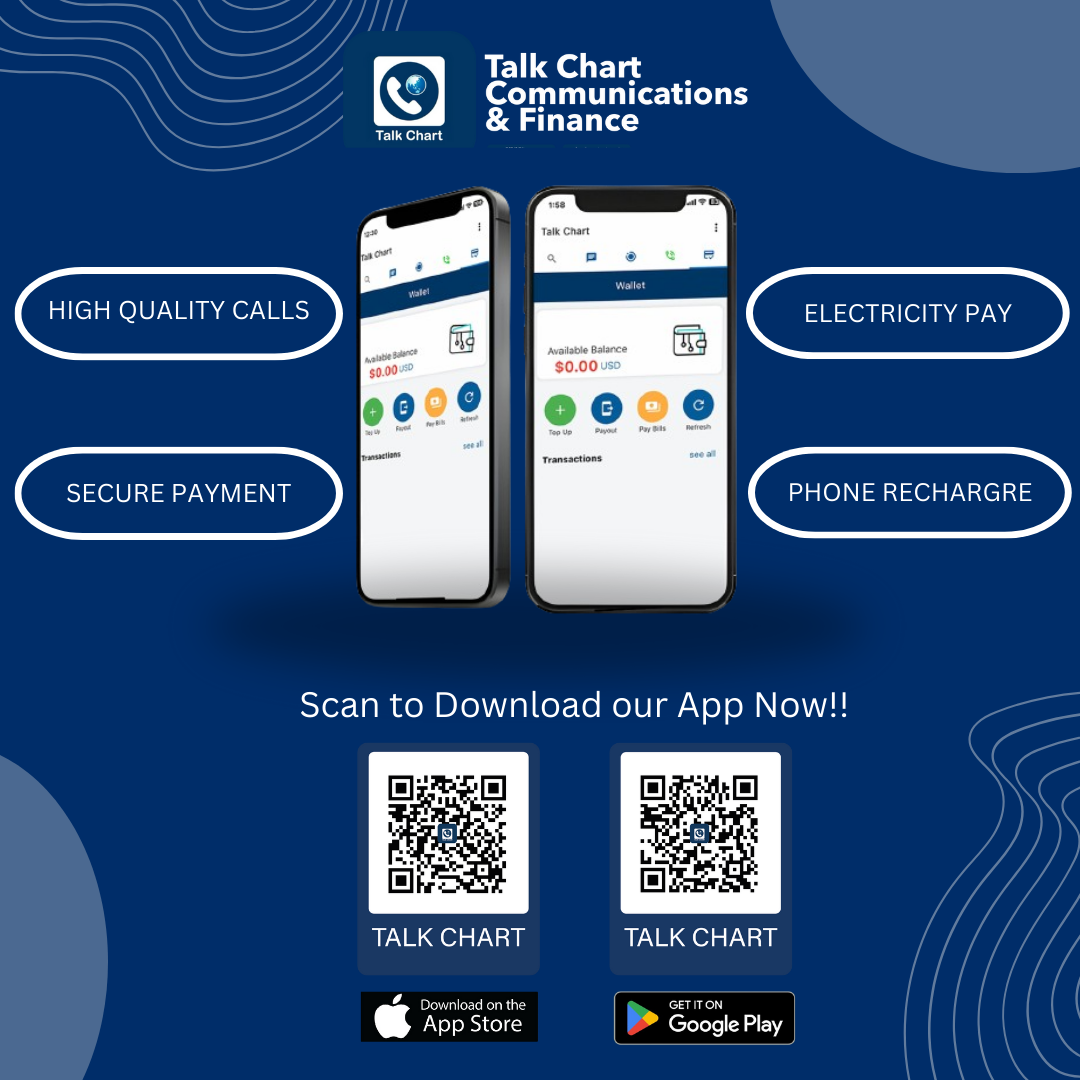 Talk Chart
Talk Chart
Communications
& Finance
HIGH QUALITY CALLS
SECURE PAYMENT
12:30
Talk Chart
Wallet
Available Balance
$0.00 USD
Top Up Payout Pay Bills Refresh
Transactions see all
1:58
Talk Chart
Wallet
Available Balance
$0.00 USD
Top Up Payout Pay Bills Refresh
Transactions see all
ELECTRICITY PAY
PHONE RECHARGRE
Scan to Download our App Now!!
TALK CHART
TALK CHART
Download on the
App Store
GET IT ON
Google Play